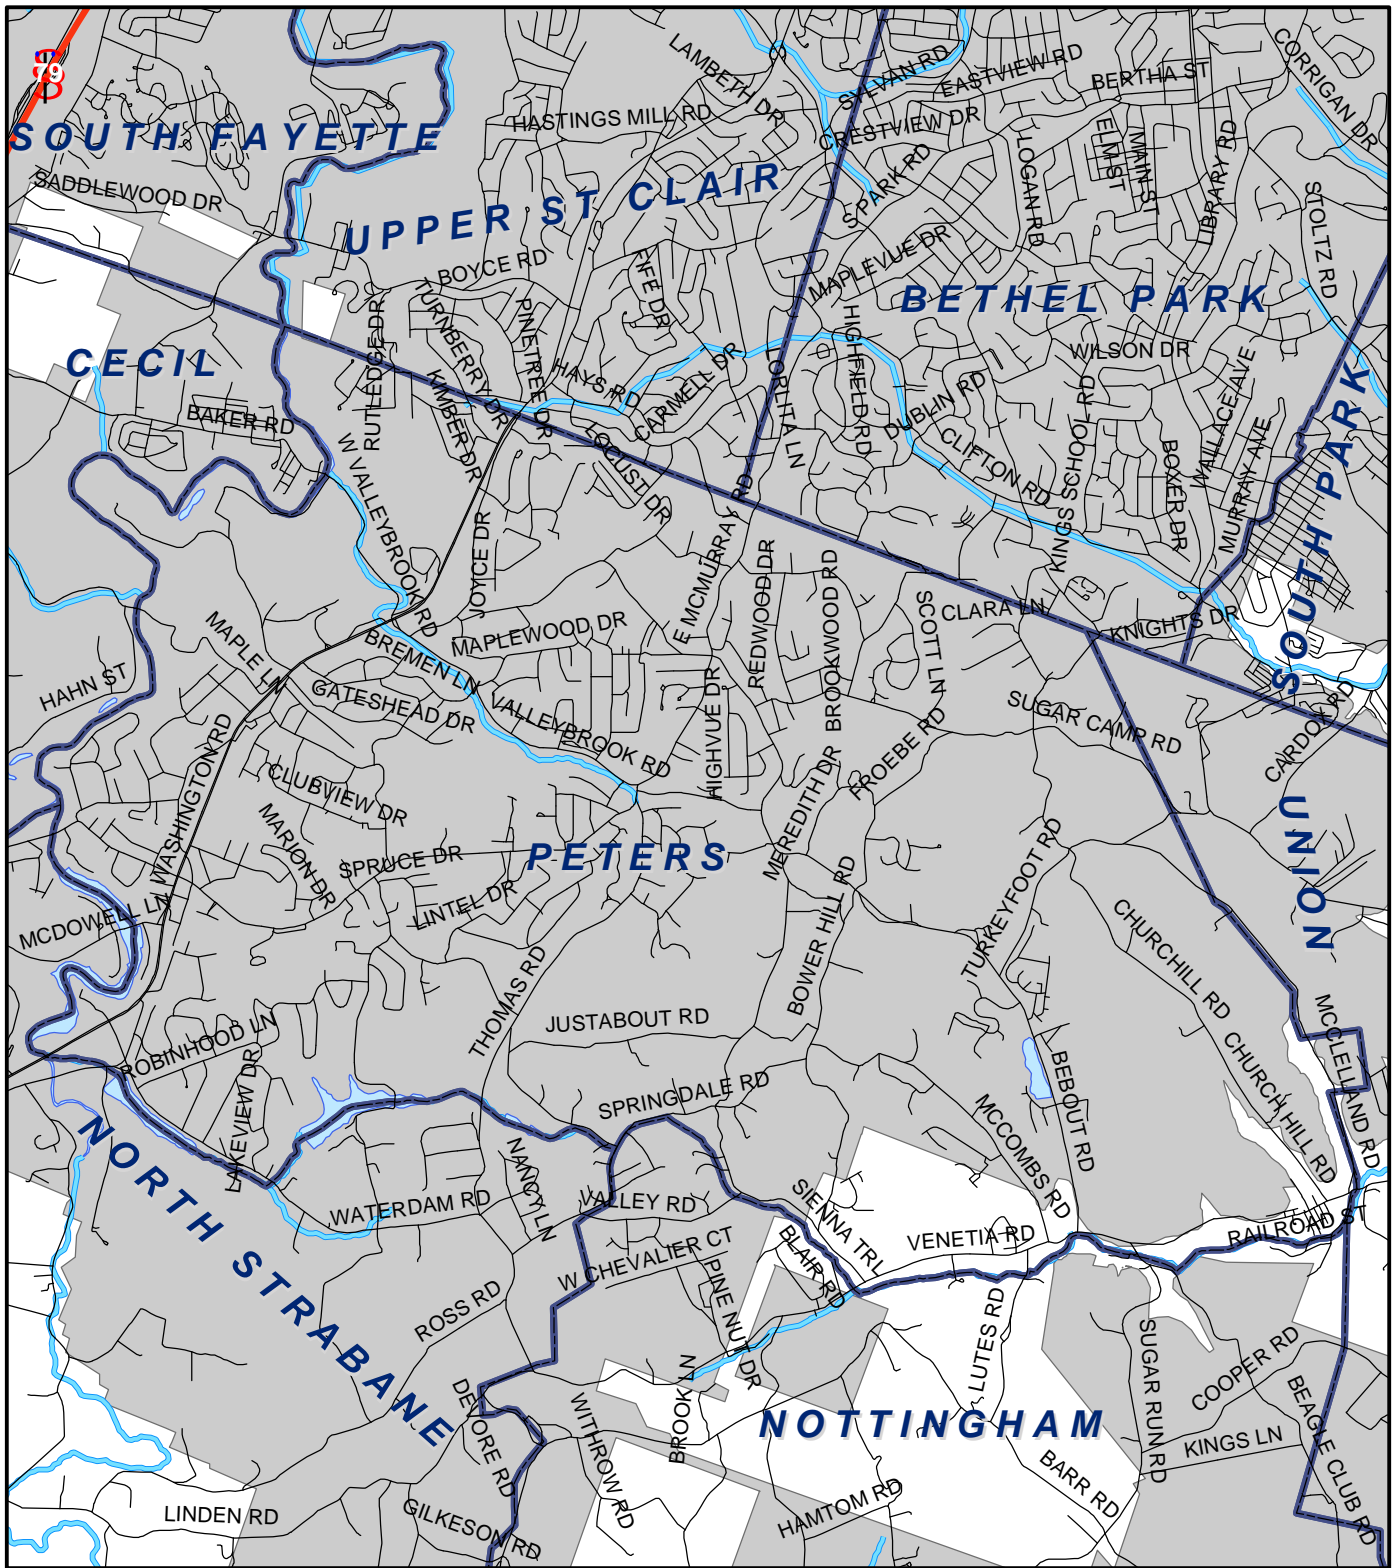 79
SOUTH FAYETTE
SADDLEWOOD DR
HASTINGS MILL RD
LAMBETH DR
SYLVAN RD
EASTVIEW RD
BERTHA ST
CORRIGAN DR
CRESTVIEW DR
S PARK RD
LOGAN RD
ELM ST
MAIN ST
LIBRARY RD
STOLTZ RD
UPPER ST CLAIR
BOYCE RD
FIFE DR
MAPLEVUE DR
BETHEL PARK
TURNBERRY DR
PINETREE DR
RUTLEDGE DR
KIMBER DR
HAYS RD
CARMELL DR
LORLITA LN
HIGHFIELD RD
DUBLIN RD
CLIFTON RD
WILSON DR
KINGS SCHOOL RD
BOXER DR
WALLACE AVE
MURRAY AVE
SOUTH PARK
CECIL
BAKER RD
W VALLEYBROOK RD
LOCUST DR
JOYCE DR
E MCMURRAY RD
REDWOOD DR
BROOKWOOD RD
SCOTT LN
CLARA LN
KNIGHTS DR
MAPLE LN
BREMEN LN
MAPLEWOOD DR
HAHN ST
GATESHEAD DR
VALLEYBROOK RD
HIGHVUE DR
MEREDITH DR
FROEBE RD
SUGAR CAMP RD
CARDOX RD
WASHINGTON RD
CLUBVIEW DR
MARION DR
SPRUCE DR
LINTEL DR
PETERS
UNION
MCDOWELL LN
THOMAS RD
BOWER HILL RD
TURKEYFOOT RD
CHURCHILL RD
CHURCH HILL RD
MCCLELLAND RD
ROBINHOOD LN
LAKEVIEW DR
JUSTABOUT RD
SPRINGDALE RD
BEBOUT RD
MCCOMBS RD
NORTH STRABANE
NANCY LN
WATERDAM RD
VALLEY RD
SIENNA TRL
BLAIR RD
VENETIA RD
RAILROAD ST
W CHEVALIER CT
PINE NUT DR
ROSS RD
LUTES RD
SUGAR RUN RD
COOPER RD
BEAGLE CLUB RD
KINGS LN
DEVORE RD
WITHROW RD
BROOK LN
NOTTINGHAM
BARR RD
HAMTOM RD
LINDEN RD
GILKESON RD